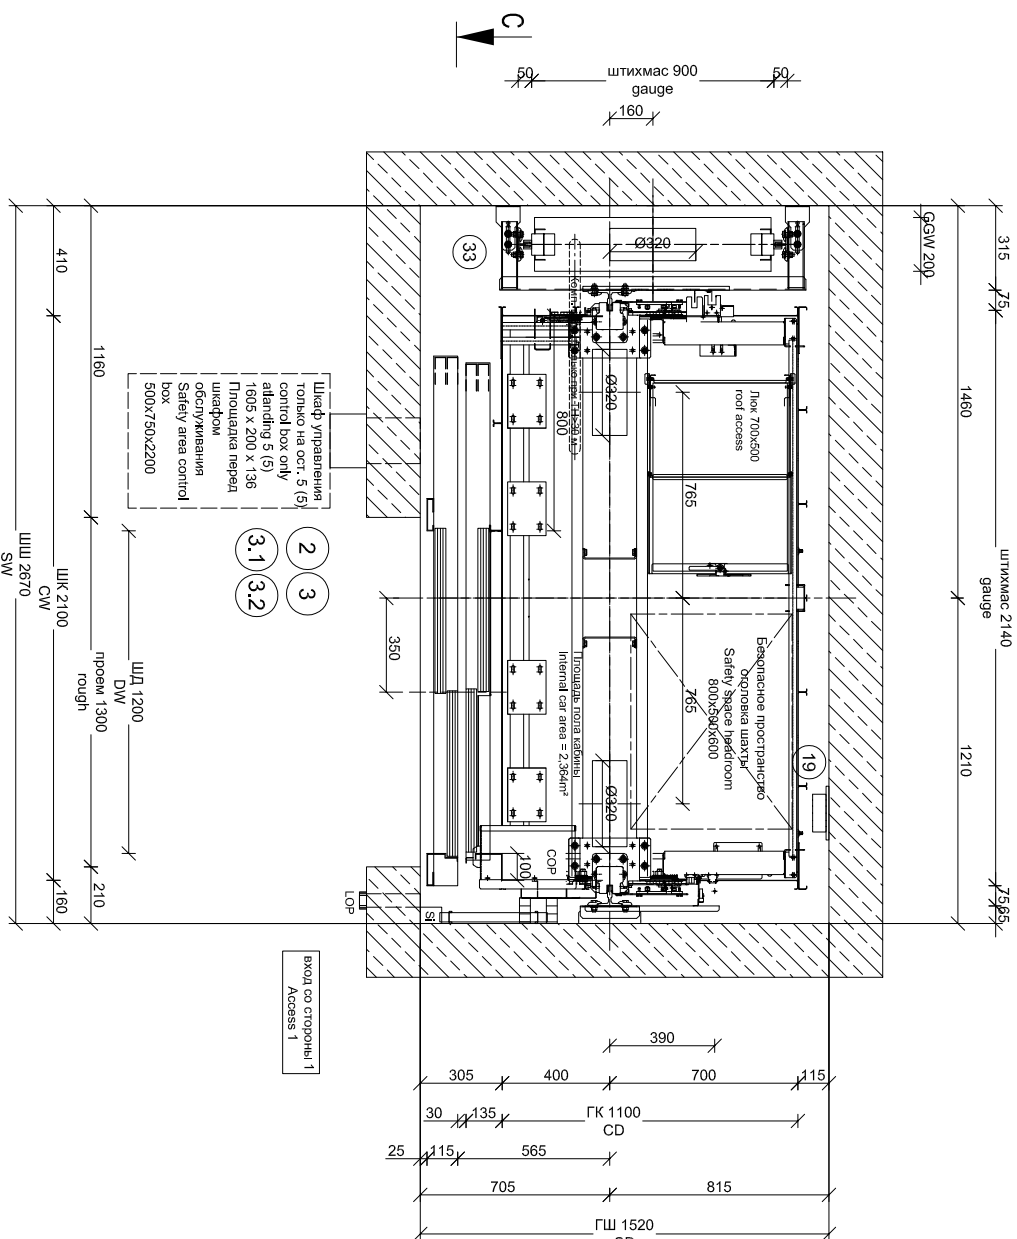 C
50
штихмас 900
gauge
50
160
GGW 200
315
75
1460
штихмас 2140
gauge
1210
75
65
410
1160
ШК 2100
CW
ШШ 2670
SW
ШД 1200
DW
проем 1300
rough
210
160
350
Шкаф управления
только на ост. 5 (5)
control box only
atlanding 5 (5)
1605 x 200 x 136
Площадка перед
шкафом
обслуживания
Safety area control
box
500x750x2200
2
3
3.1
3.2
33
19
Ø320
Ø320
Ø320
800
Люк 700x500
roof access
765
765
Безопасное пространство
оголовка шахты
Safety space headroom
800x500x600
Площадь пола кабины
Internal car area = 2,364m²
100
COP
LOP
Si
вход со стороны 1
Access 1
390
305
400
700
115
30
135
ГК 1100
CD
25
115
565
705
815
ГШ 1520